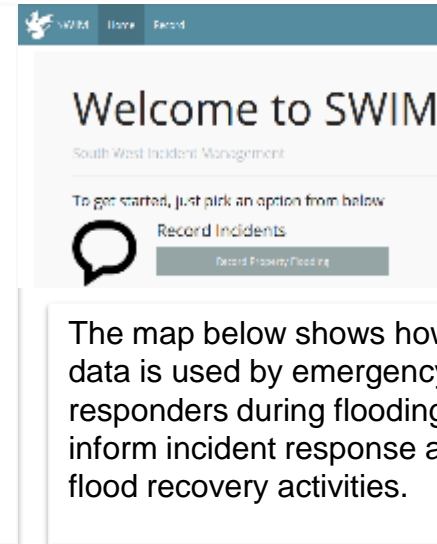 SWIM Home Record
Welcome to SWIM
South West Incident Management
To get started, just pick an option from below
Record Incidents
Record Property Flooding
The map below shows how
data is used by emergency
responders during flooding
inform incident response a
flood recovery activities.